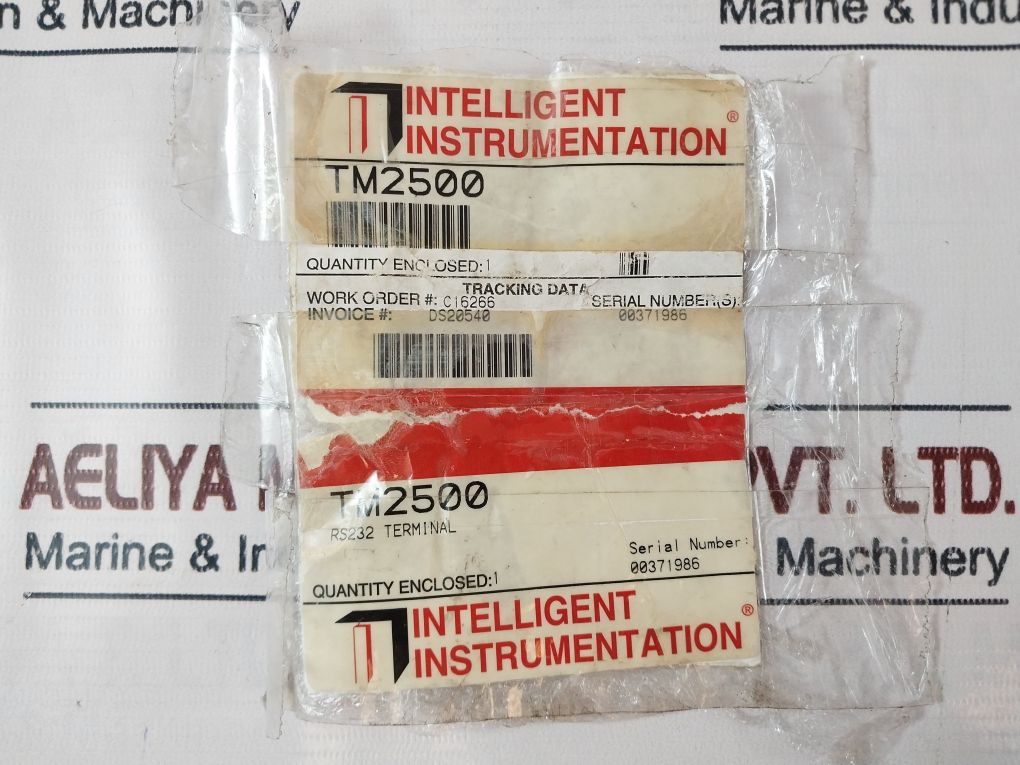 n & Machinery
Marine & Indu
INTELLIGENT
INSTRUMENTATION®
TM2500
QUANTITY ENCLOSED:1
TRACKING DATA
WORK ORDER #: C16266
SERIAL NUMBER(S):
INVOICE #: DS20540
00371986
AELIYA M
PVT. LTD.
Marine & In
Machinery
TM2500
RS232 TERMINAL
Serial Number:
00371986
QUANTITY ENCLOSED:1
INTELLIGENT
INSTRUMENTATION®